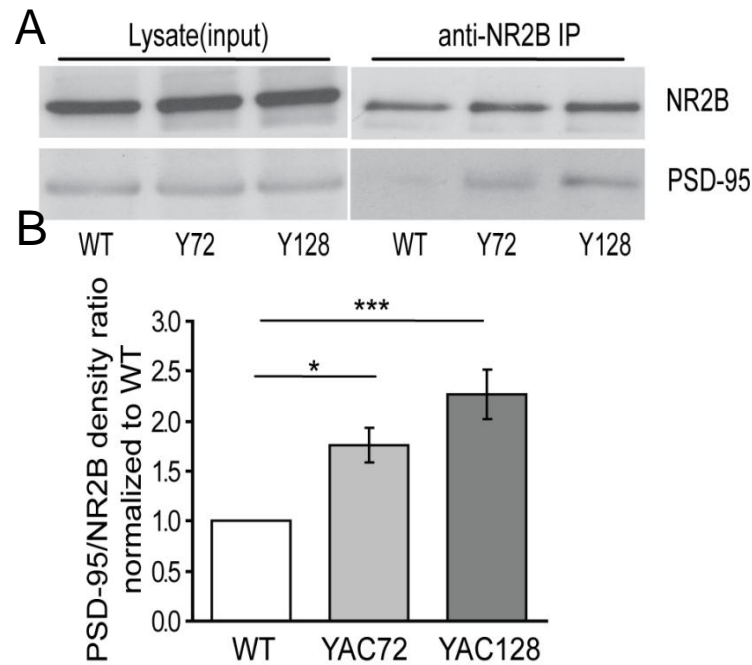 A
Lysate(input) anti-NR2B IP
NR2B
PSD-95
WT Y72 Y128 WT Y72 Y128
B
PSD-95/NR2B density ratio
normalized to WT
***
*
3.0
2.5
2.0
1.5
1.0
0.5
0.0
WT YAC72 YAC128